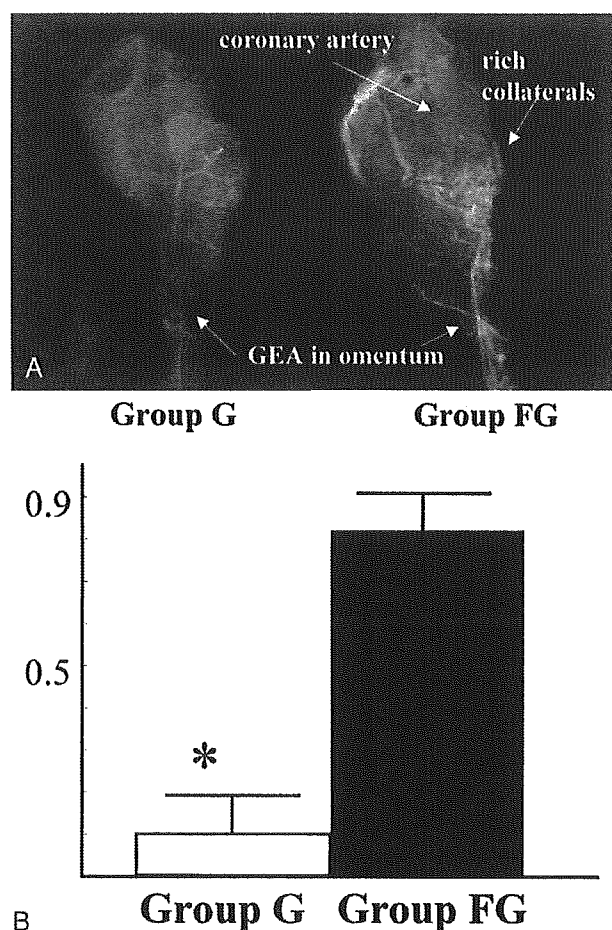 coronary artery
rich
collaterals
GEA in omentum
A
Group G Group FG
0.9
0.5
*
Group G Group FG
B